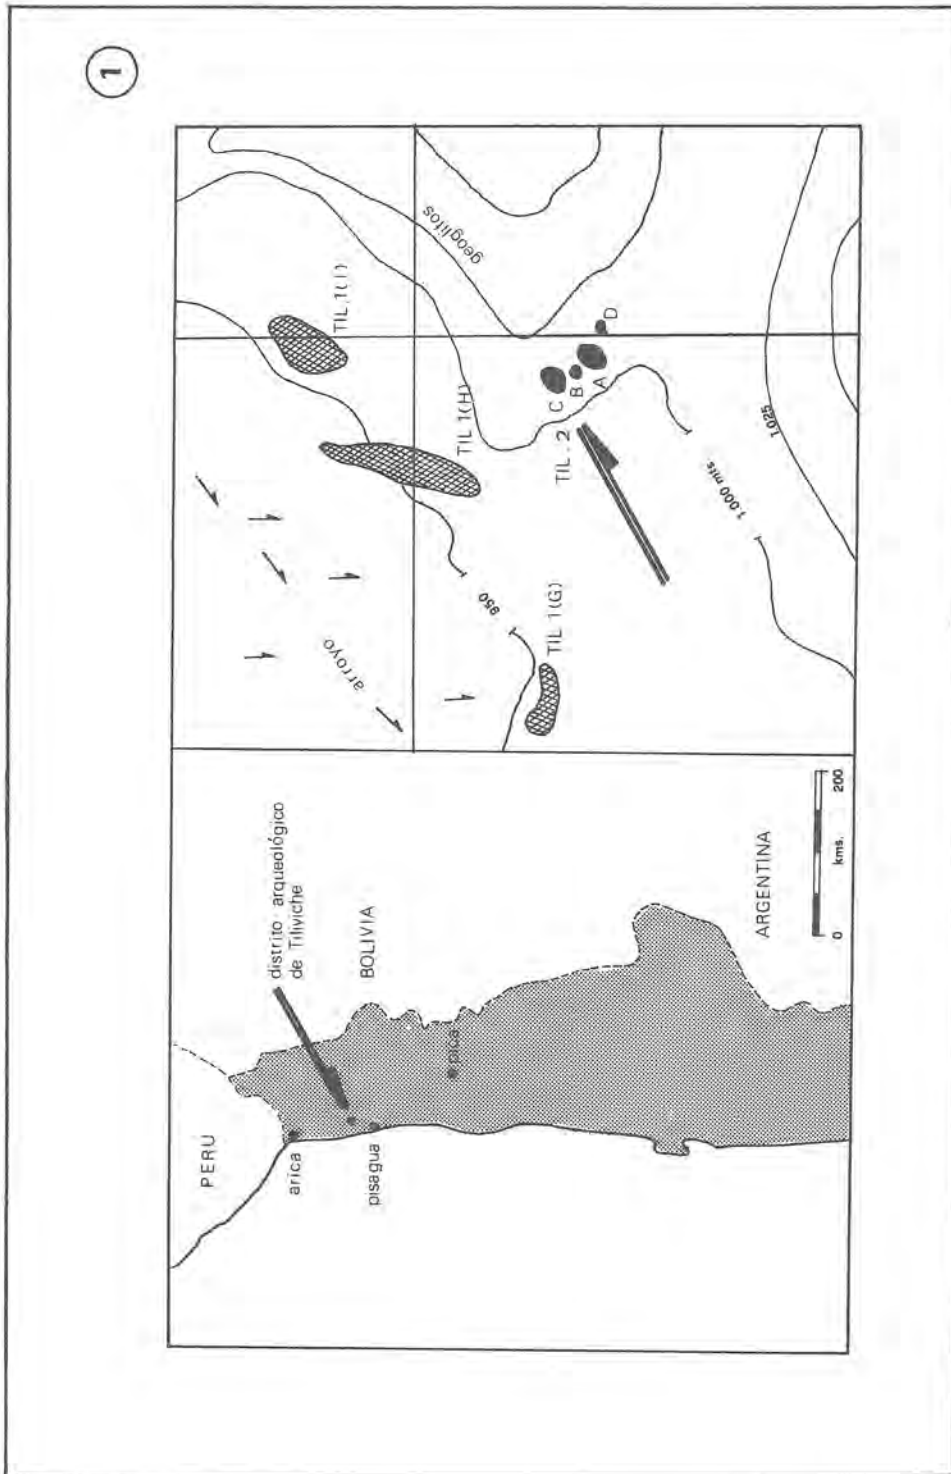 1
PERU
arica
pisagua
distrito arqueológico
de Tiliviche
BOLIVIA
pica
ARGENTINA
0
kms.
200
arroyo
950
TIL 1(G)
TIL 1(H)
TIL.1(I)
geoglifos
TIL. 2
C
B
A
D
1.000 mts.
1.025